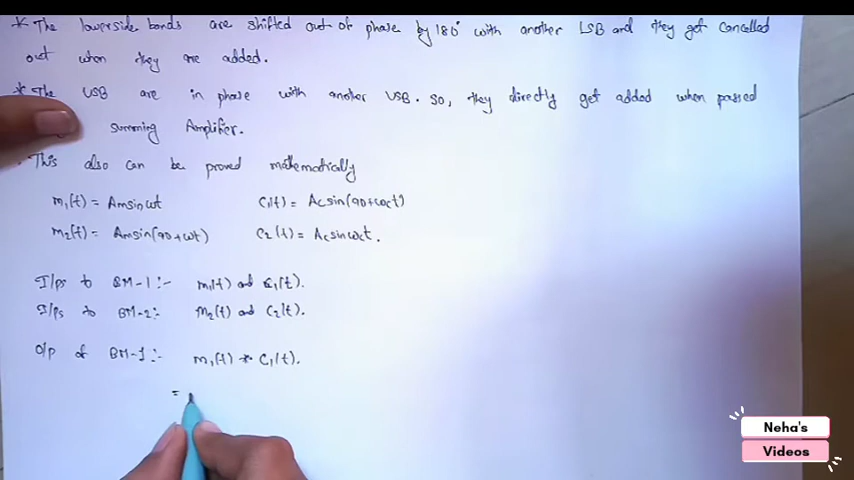 * The lowerside bands are shifted out of phase by 180° with another LSB and they get cancelled
out when they are added.
* The USB are in phase with another USB. So, they directly get added when passed
summing Amplifier.
This also can be proved mathematically
m₁(t) = Amsinωt C₁(t) = Acsin(90+ωct)
m₂(t) = Amsin(90+ωt) C₂(t) = Acsinωct.
I/ps to BM-1 :- m₁(t) and C₁(t).
I/ps to BM-2 :- m₂(t) and C₂(t).
O/p of BM-1 :- m₁(t) * C₁(t).
=
Neha's
Videos